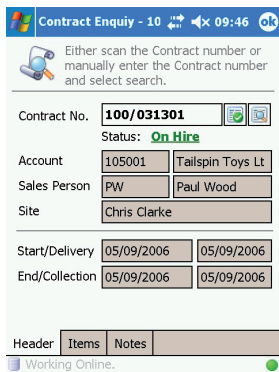 Contract Enquiy - 10 09:46 ok
Either scan the Contract number or
manually enter the Contract number
and select search.
Contract No. 100/031301
Status: On Hire
Account 105001 Tailspin Toys Lt
Sales Person PW Paul Wood
Site Chris Clarke
Start/Delivery 05/09/2006 05/09/2006
End/Collection 05/09/2006 05/09/2006
Header Items Notes
Working Online.